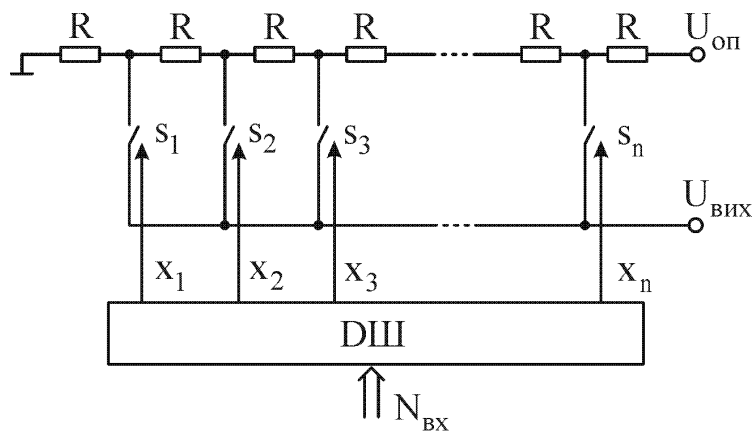 R R R R R R U_оп
s_1 s_2 s_3 s_n
U_вих
x_1 x_2 x_3 x_n
DШ
N_вх